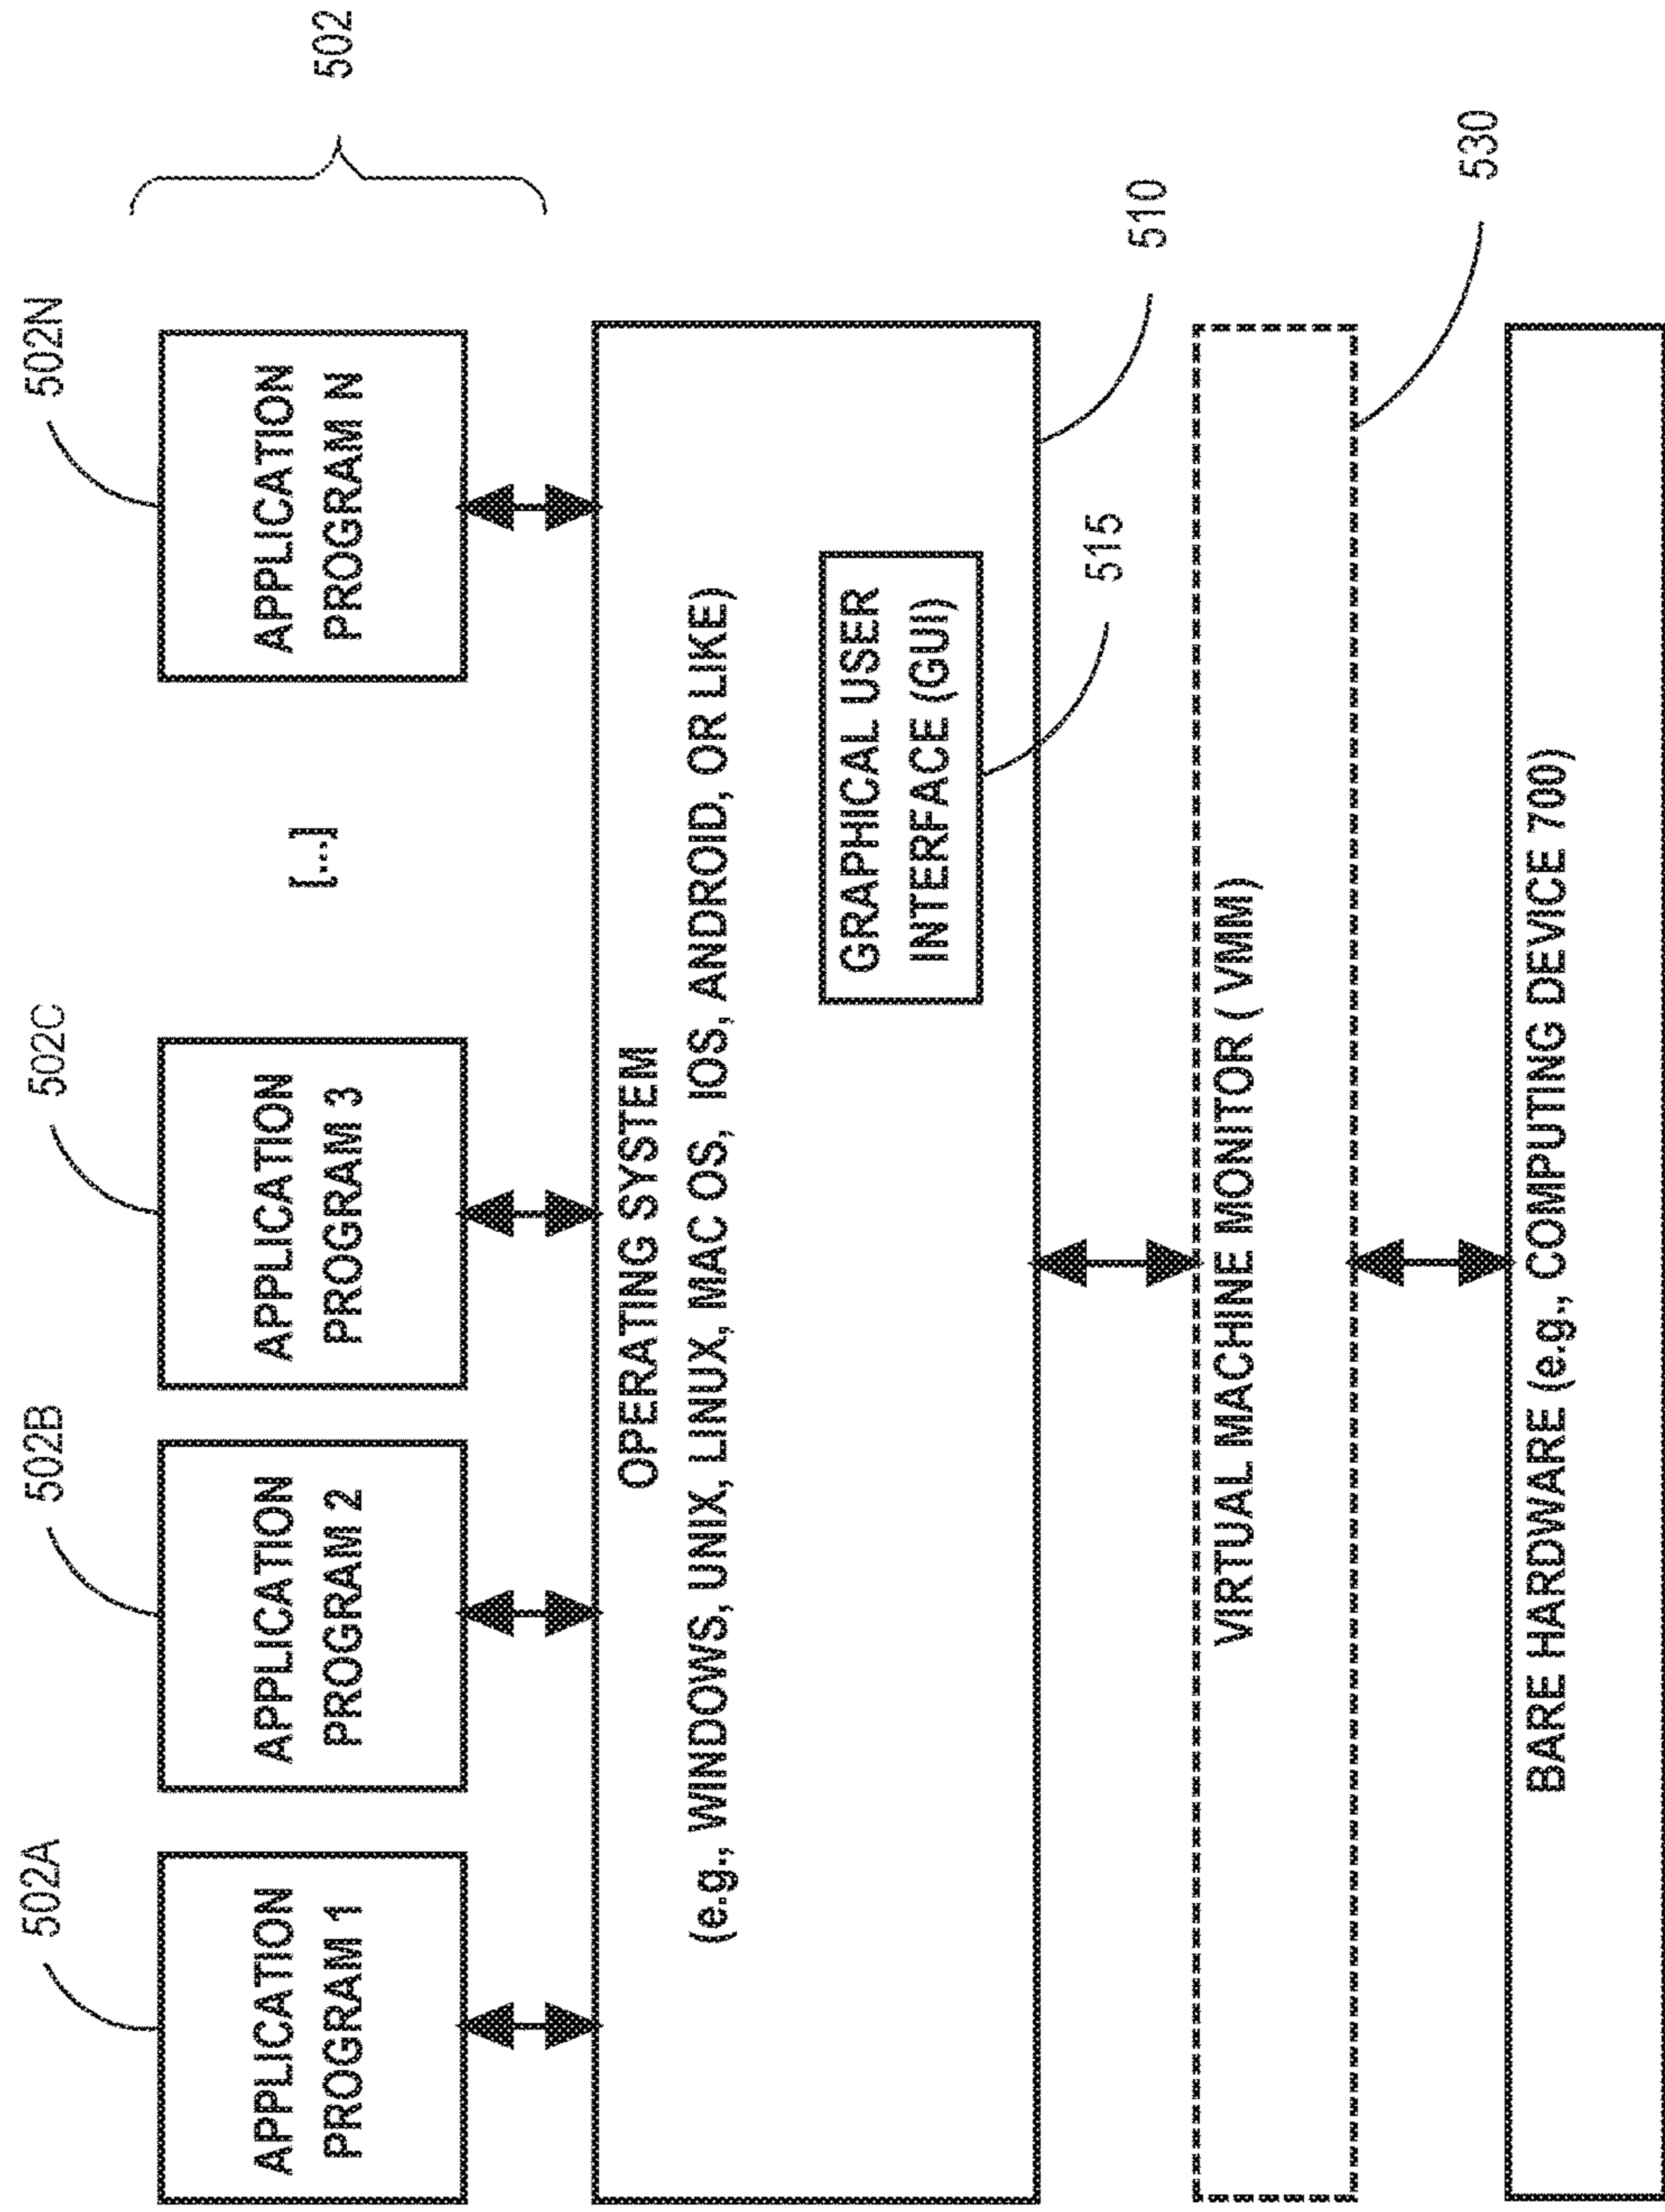 502A
502B
502C
502N
502
APPLICATION
PROGRAM 1
APPLICATION
PROGRAM 2
APPLICATION
PROGRAM 3
[...]
APPLICATION
PROGRAM N
OPERATING SYSTEM
(e.g., WINDOWS, UNIX, LINUX, MAC OS, IOS, ANDROID, OR LIKE)
GRAPHICAL USER
INTERFACE (GUI)
515
510
VIRTUAL MACHINE MONITOR ( VMM)
530
BARE HARDWARE (e.g., COMPUTING DEVICE 700)